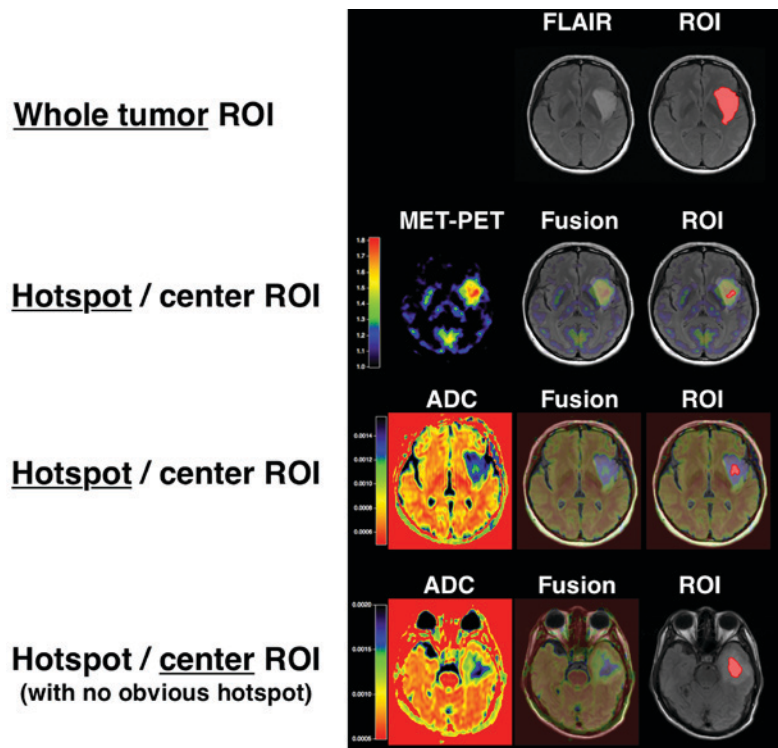 FLAIR ROI
Whole tumor ROI
MET-PET Fusion ROI
1.8
1.7
1.6
1.5
1.4
1.3
1.2
1.1
1.0
Hotspot / center ROI
ADC Fusion ROI
0.0014
0.0012
0.0010
0.0008
0.0006
Hotspot / center ROI
ADC Fusion ROI
0.0020
0.0015
0.0010
0.0005
Hotspot / center ROI
(with no obvious hotspot)